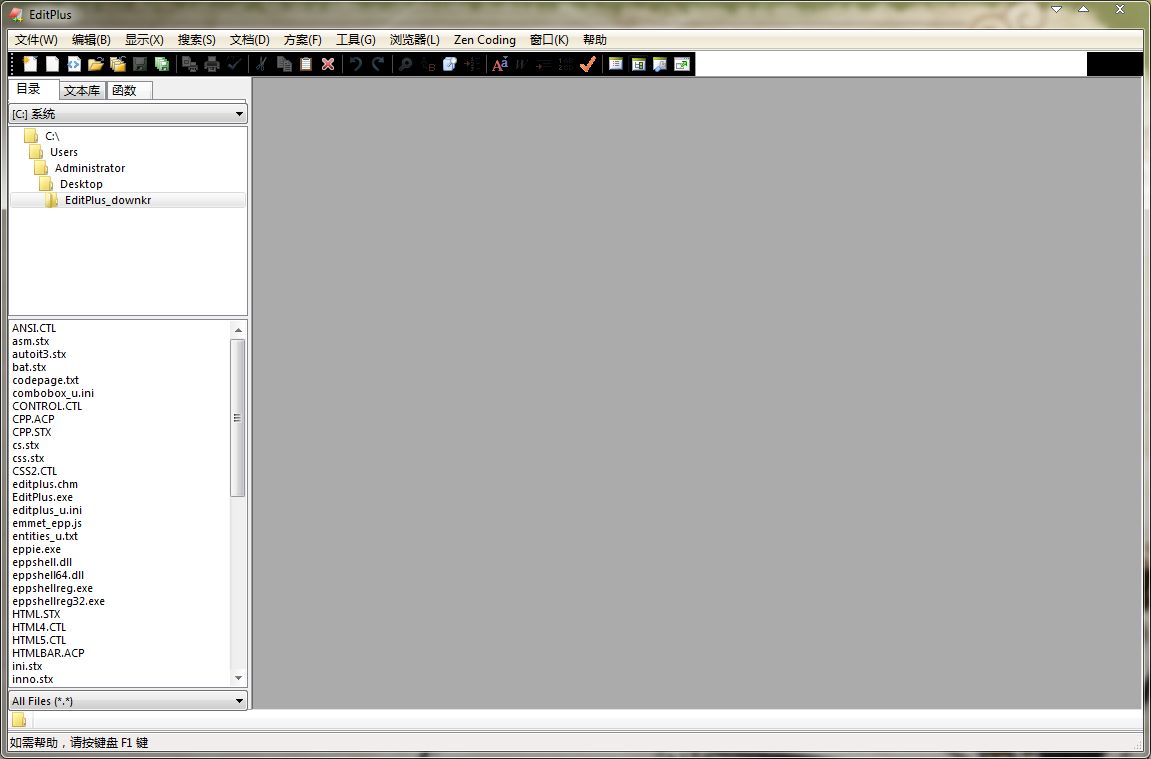 EditPlus
文件(W) 编辑(B) 显示(X) 搜索(S) 文档(D) 方案(F) 工具(G) 浏览器(L) Zen Coding 窗口(K) 帮助
目录 文本库 函数
[C:] 系统
C:\
Users
Administrator
Desktop
EditPlus_downkr
ANSI.CTL
asm.stx
autoit3.stx
bat.stx
codepage.txt
combobox_u.ini
CONTROL.CTL
CPP.ACP
CPP.STX
cs.stx
css.stx
CSS2.CTL
editplus.chm
EditPlus.exe
editplus_u.ini
emmet_epp.js
entities_u.txt
eppie.exe
eppshell.dll
eppshell64.dll
eppshellreg.exe
eppshellreg32.exe
HTML.STX
HTML4.CTL
HTML5.CTL
HTMLBAR.ACP
ini.stx
inno.stx
All Files (*.*)
如需帮助，请按键盘 F1 键